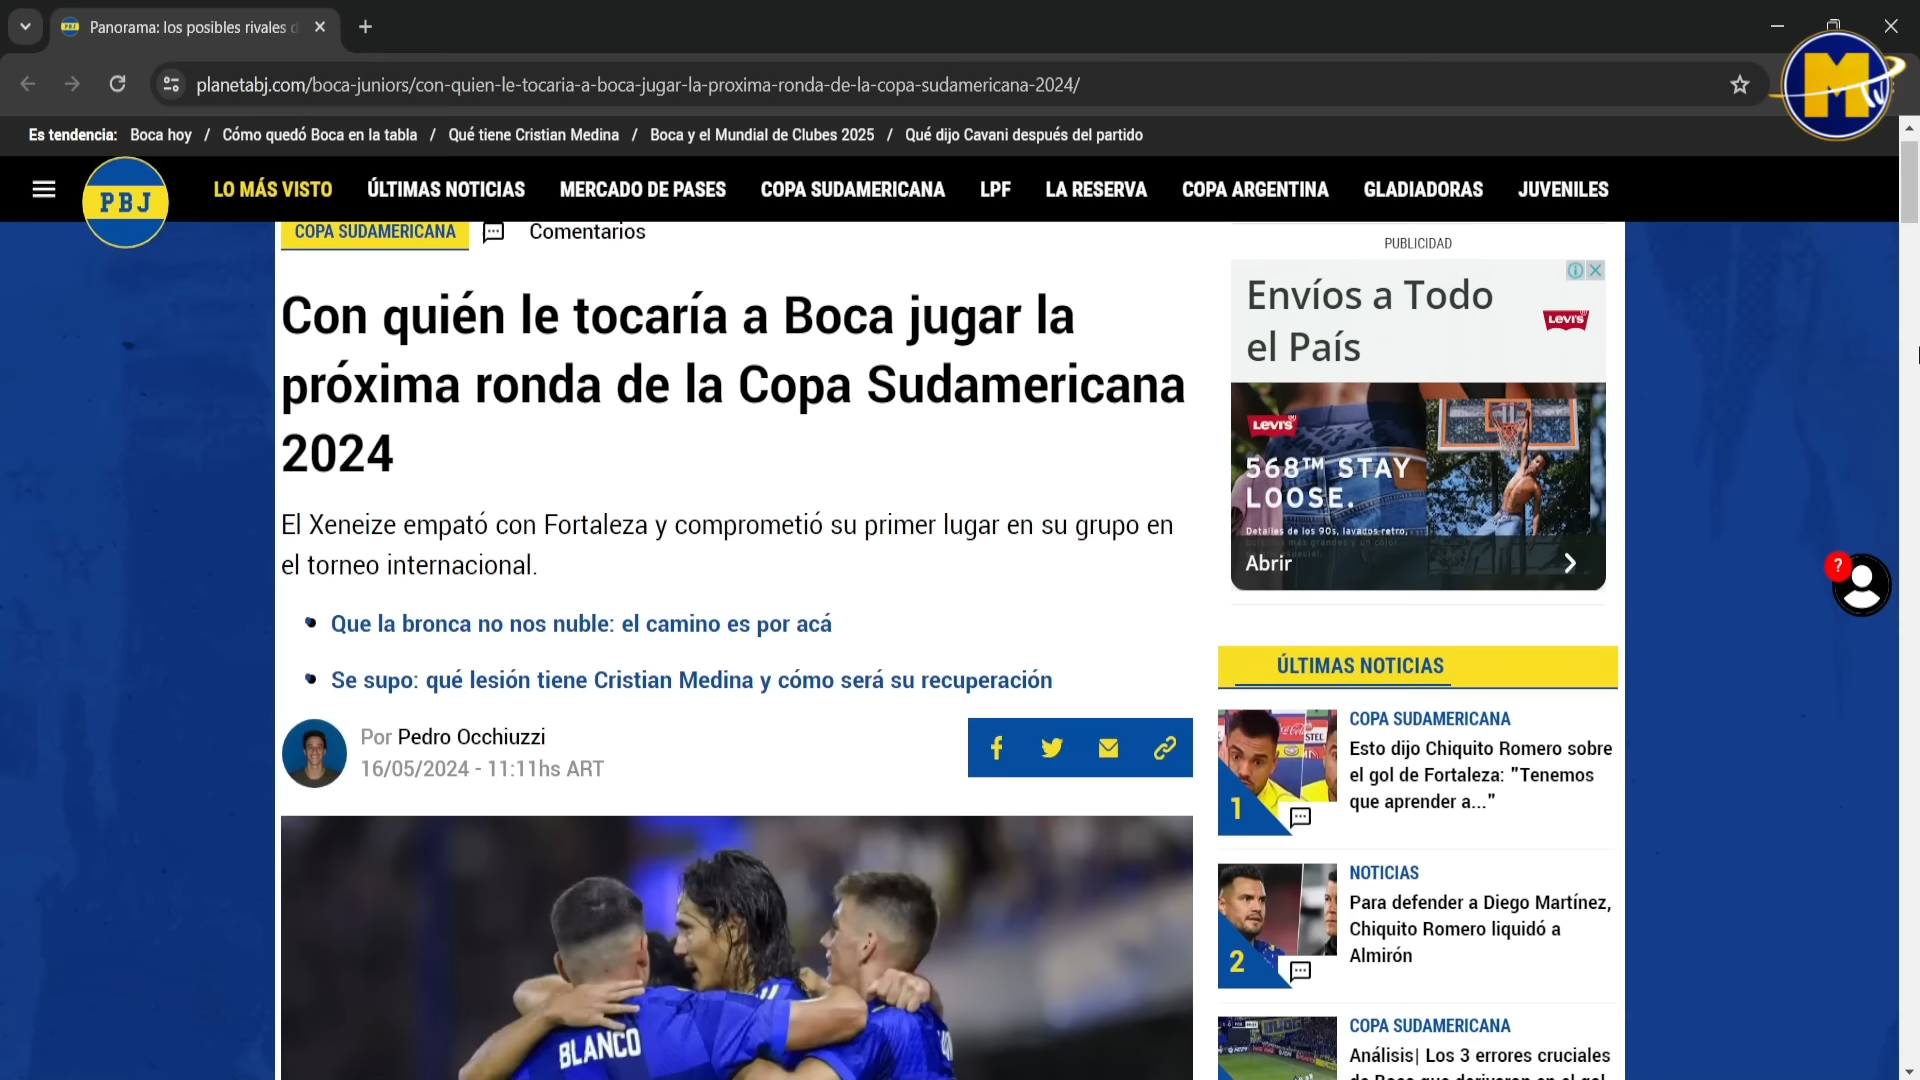 Panorama: los posibles rivales d
planetabj.com/boca-juniors/con-quien-le-tocaria-a-boca-jugar-la-proxima-ronda-de-la-copa-sudamericana-2024/
Es tendencia: Boca hoy / Cómo quedó Boca en la tabla / Qué tiene Cristian Medina / Boca y el Mundial de Clubes 2025 / Qué dijo Cavani después del partido
PBJ
LO MÁS VISTO ÚLTIMAS NOTICIAS MERCADO DE PASES COPA SUDAMERICANA LPF LA RESERVA COPA ARGENTINA GLADIADORAS JUVENILES
COPA SUDAMERICANA Comentarios
Con quién le tocaría a Boca jugar la
próxima ronda de la Copa Sudamericana
2024
El Xeneize empató con Fortaleza y comprometió su primer lugar en su grupo en
el torneo internacional.
Que la bronca no nos nuble: el camino es por acá
Se supo: qué lesión tiene Cristian Medina y cómo será su recuperación
Por Pedro Occhiuzzi
16/05/2024 - 11:11hs ART
BLANCO
PUBLICIDAD
Envíos a Todo
el País
LEVI'S
LEVI'S
568™ STAY
LOOSE.
Detalles de los 90s, lavados retro,
Abrir
ÚLTIMAS NOTICIAS
COPA SUDAMERICANA
Esto dijo Chiquito Romero sobre
el gol de Fortaleza: "Tenemos
que aprender a..."
1
NOTICIAS
Para defender a Diego Martínez,
Chiquito Romero liquidó a
Almirón
2
COPA SUDAMERICANA
Análisis| Los 3 errores cruciales
de Boca que derivaron en el gol
?
M